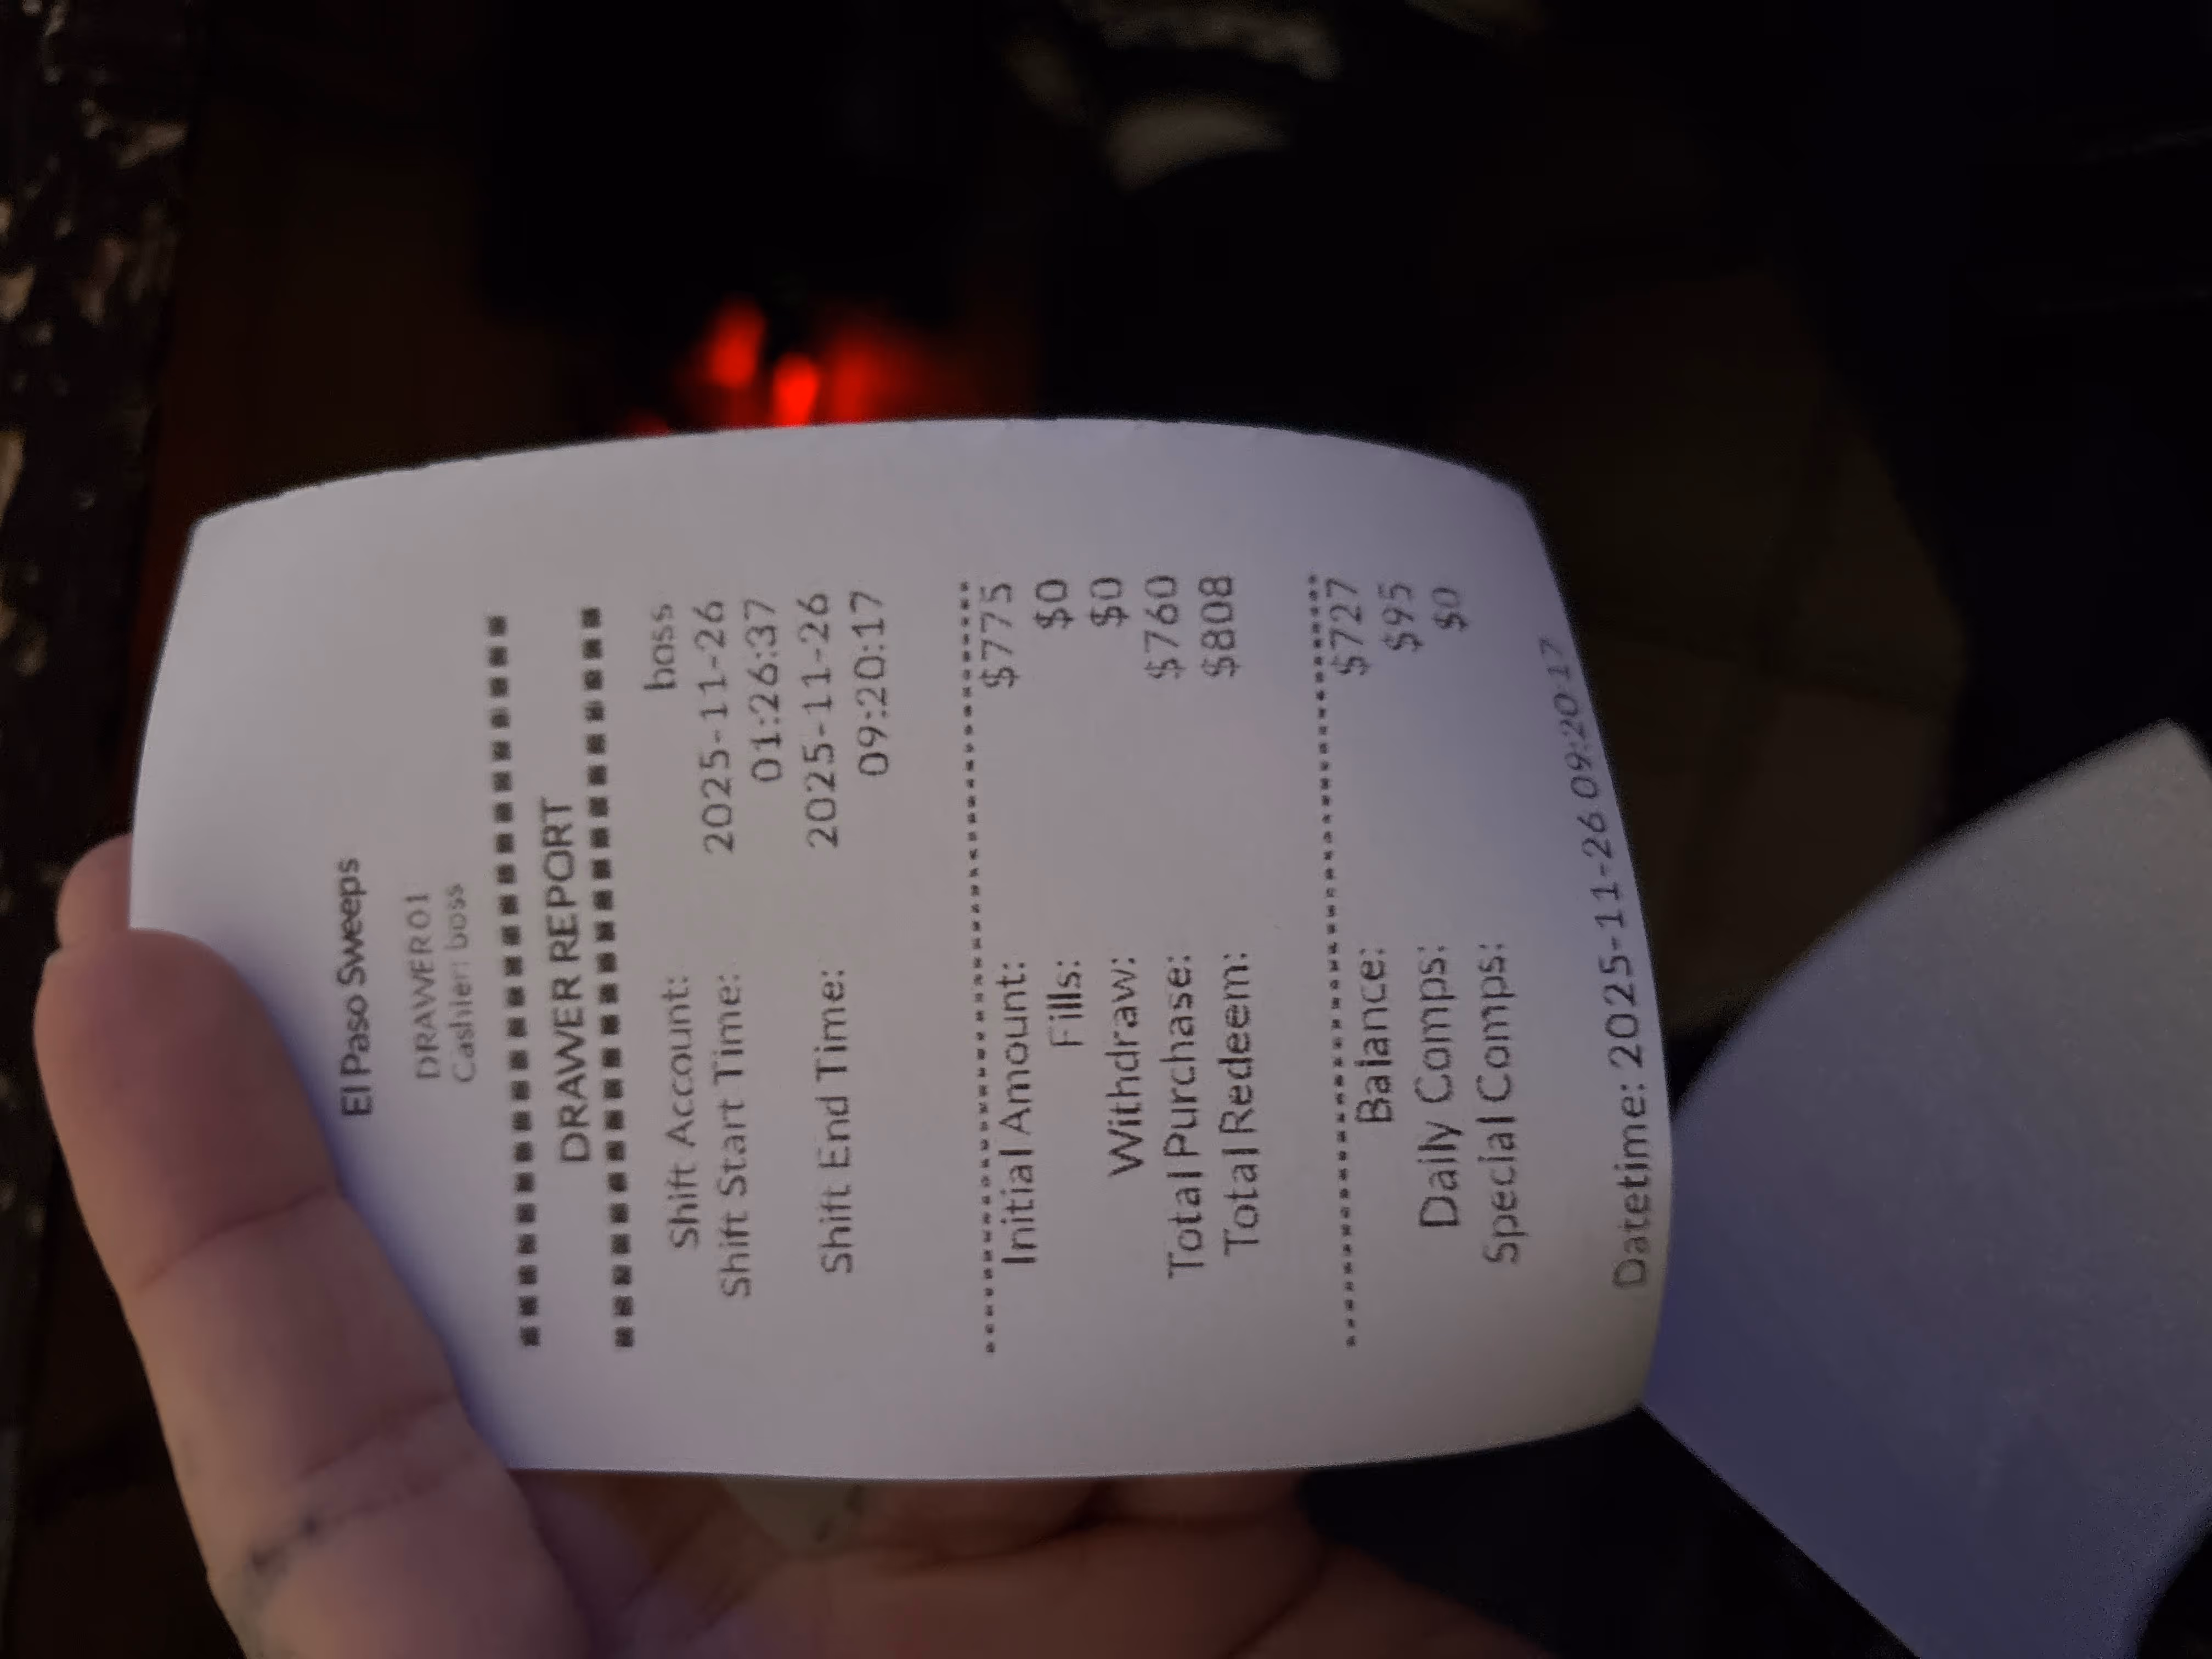 El Paso Sweeps
DRAWER01
Cashier: boss
DRAWER REPORT
Shift Account: boss
Shift Start Time: 2025-11-26
01:26:37
Shift End Time: 2025-11-26
09:20:17
Initial Amount: $775
Fills: $0
Withdraw: $0
Total Purchase: $760
Total Redeem: $808
Balance: $727
Daily Comps: $95
Special Comps: $0
Datetime: 2025-11-26 09:20:17